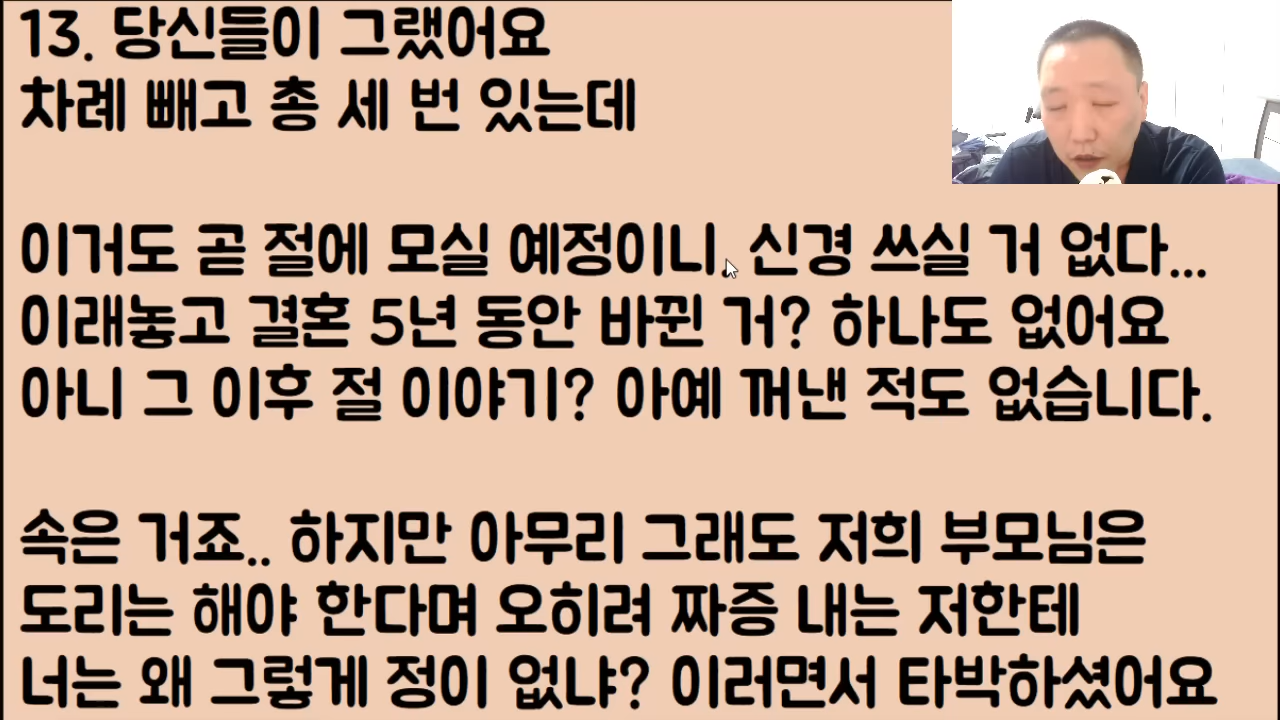 13. 당신들이 그랬어요
차례 빼고 총 세 번 있는데
이거도 곧 절에 모실 예정이니, 신경 쓰실 거 없다...
이래놓고 결혼 5년 동안 바뀐 거? 하나도 없어요
아니 그 이후 절 이야기? 아예 꺼낸 적도 없습니다.
속은 거죠.. 하지만 아무리 그래도 저희 부모님은
도리는 해야 한다며 오히려 짜증 내는 저한테
너는 왜 그렇게 정이 없냐? 이러면서 타박하셨어요